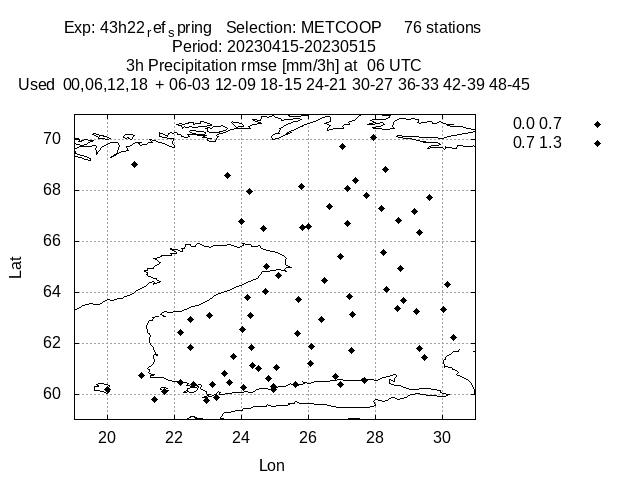 Exp: 43h22refspring   Selection: METCOOP     76 stations
Period: 20230415-20230515
3h Precipitation rmse [mm/3h] at  06 UTC
Used  00,06,12,18  + 06-03 12-09 18-15 24-21 30-27 36-33 42-39 48-45
0.0 0.7
0.7 1.3
70
68
66
64
62
60
Lat
20 22 24 26 28 30
Lon